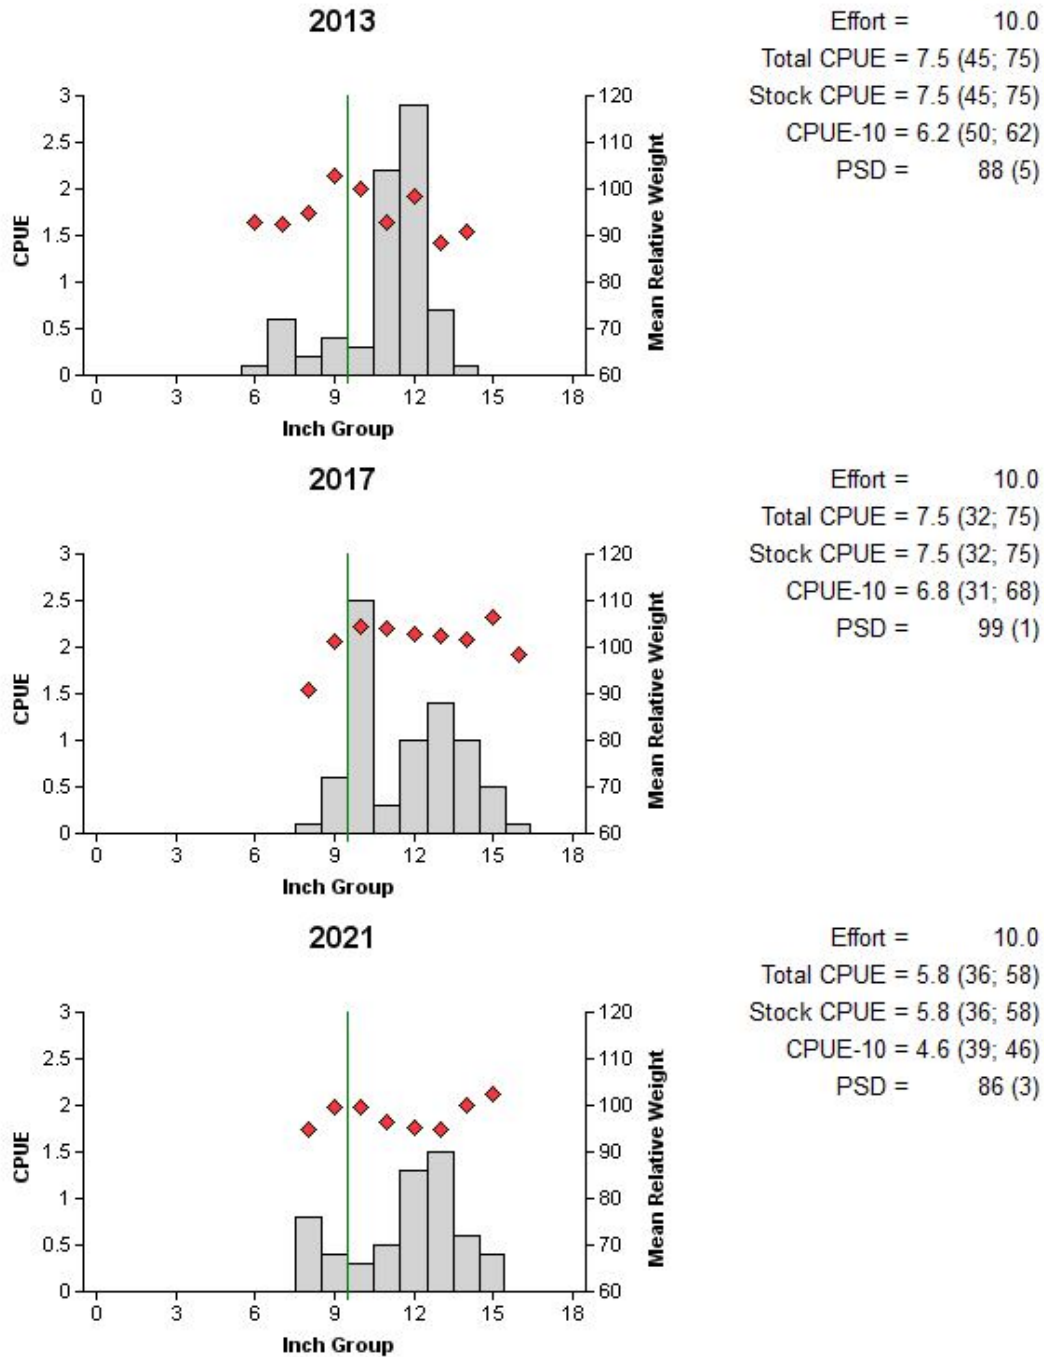 2013
Effort = 10.0
Total CPUE = 7.5 (45; 75)
Stock CPUE = 7.5 (45; 75)
CPUE-10 = 6.2 (50; 62)
PSD = 88 (5)
3
2.5
2
1.5
1
0.5
0
CPUE
120
110
100
90
80
70
60
Mean Relative Weight
0 3 6 9 12 15 18
Inch Group
2017
Effort = 10.0
Total CPUE = 7.5 (32; 75)
Stock CPUE = 7.5 (32; 75)
CPUE-10 = 6.8 (31; 68)
PSD = 99 (1)
3
2.5
2
1.5
1
0.5
0
CPUE
120
110
100
90
80
70
60
Mean Relative Weight
0 3 6 9 12 15 18
Inch Group
2021
Effort = 10.0
Total CPUE = 5.8 (36; 58)
Stock CPUE = 5.8 (36; 58)
CPUE-10 = 4.6 (39; 46)
PSD = 86 (3)
3
2.5
2
1.5
1
0.5
0
CPUE
120
110
100
90
80
70
60
Mean Relative Weight
0 3 6 9 12 15 18
Inch Group